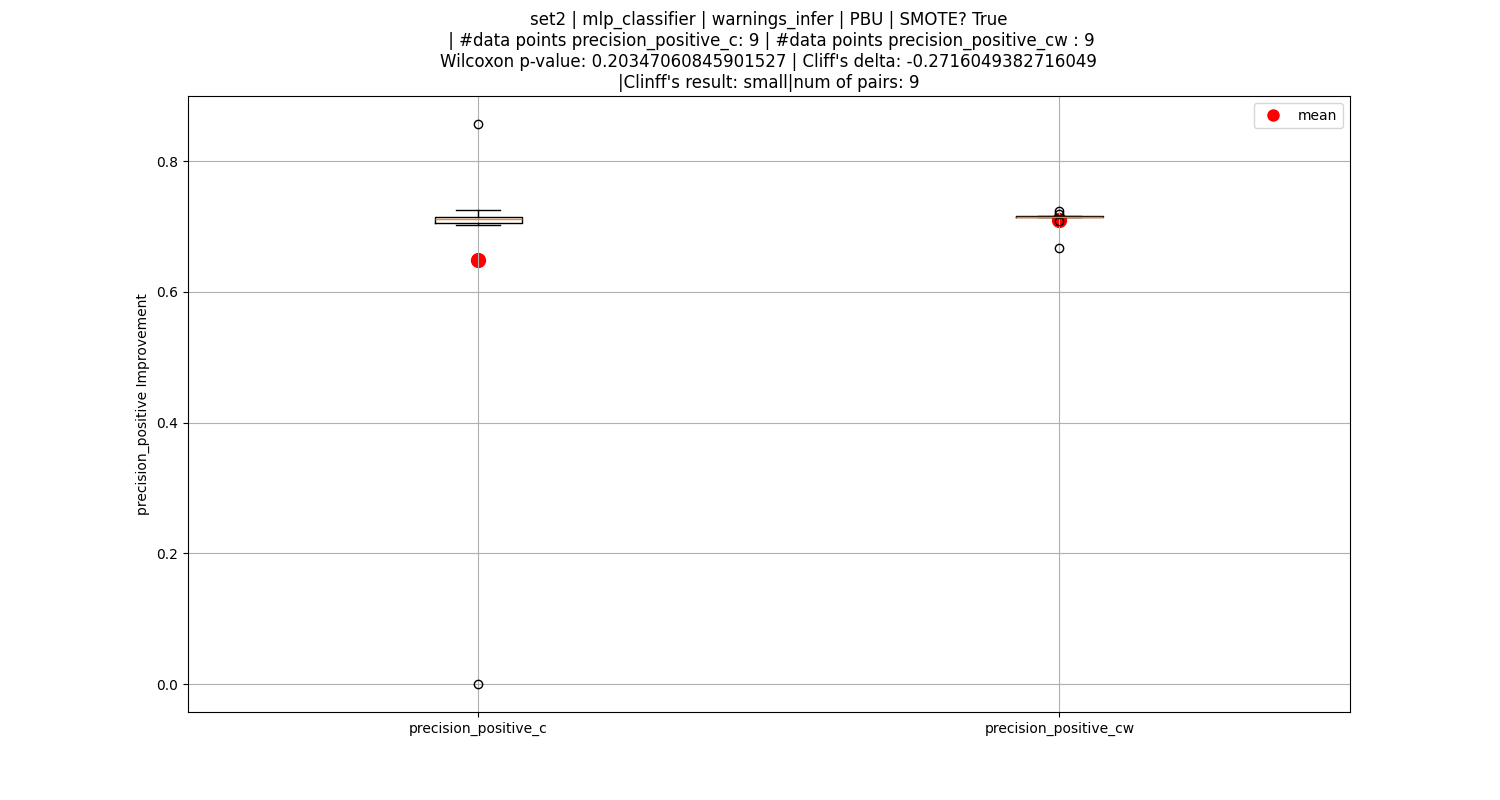 set2 | mlp_classifier | warnings_infer | PBU | SMOTE? True
| #data points precision_positive_c: 9 | #data points precision_positive_cw : 9
Wilcoxon p-value: 0.20347060845901527 | Cliff's delta: -0.2716049382716049
|Clinff's result: small|num of pairs: 9
mean
0.8
0.6
0.4
0.2
0.0
precision_positive Improvement
precision_positive_c
precision_positive_cw